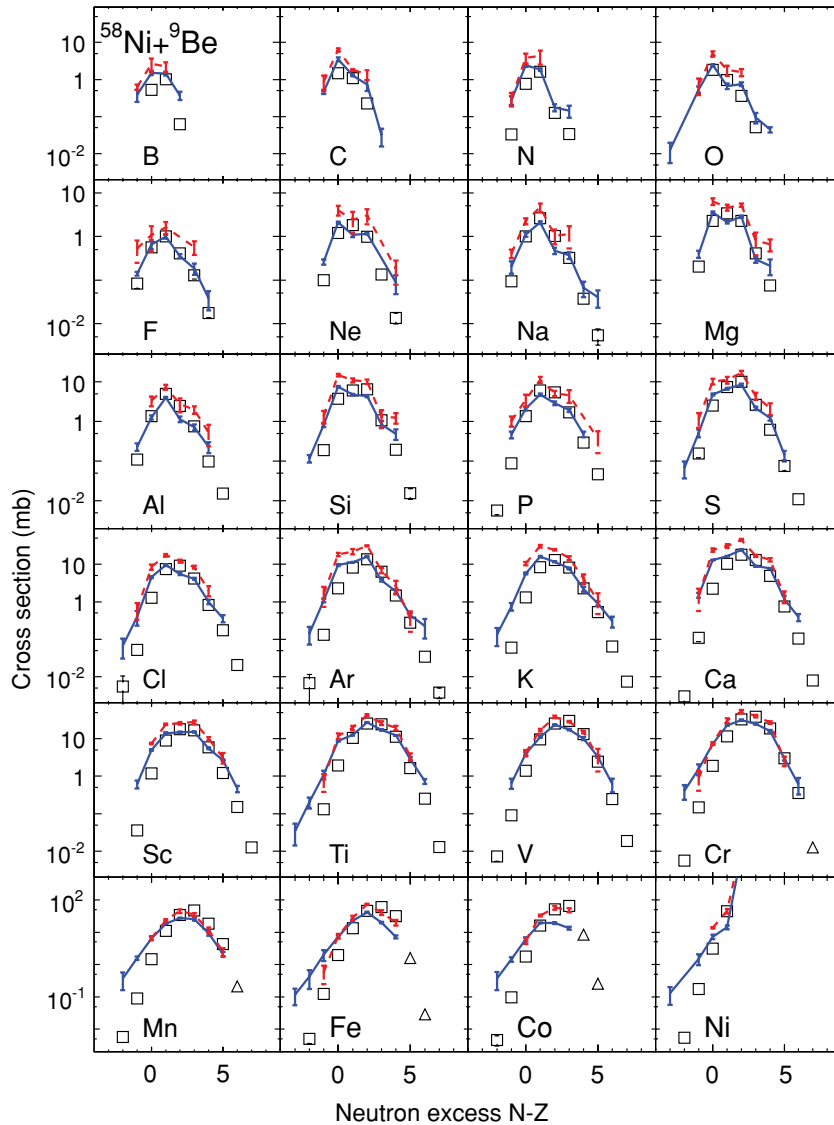 ⁵⁸Ni+⁹Be
10
1
10⁻²
B
C
N
O
10
1
10⁻²
F
Ne
Na
Mg
10
1
10⁻²
Al
Si
P
S
10
1
10⁻²
Cl
Ar
K
Ca
10
1
10⁻²
Sc
Ti
V
Cr
10²
10⁻¹
Mn
Fe
Co
Ni
0 5 0 5 0 5 0 5
Cross section (mb)
Neutron excess N-Z